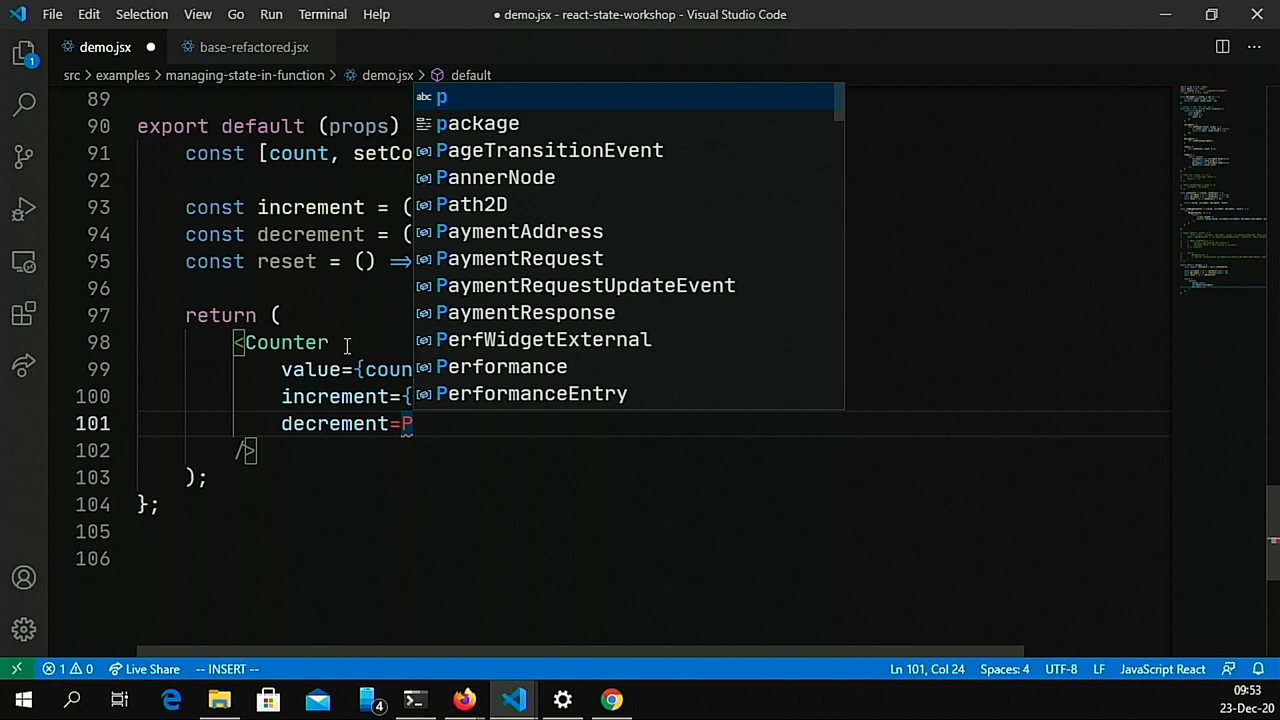 File Edit Selection View Go Run Terminal Help
● demo.jsx - react-state-workshop - Visual Studio Code
demo.jsx ●
base-refactored.jsx
src > examples > managing-state-in-function > demo.jsx > default
89
90 export default (props)
91 const [count, setCo
92
93 const increment = (
94 const decrement = (
95 const reset = () ⇒
96
97 return (
98 <Counter
99 value={coun
100 increment={
101 decrement=P
102 />
103 );
104 };
105
106
abc p
package
PageTransitionEvent
PannerNode
Path2D
PaymentAddress
PaymentRequest
PaymentRequestUpdateEvent
PaymentResponse
PerfWidgetExternal
Performance
PerformanceEntry
1
1 0 Live Share -- INSERT --
Ln 101, Col 24 Spaces: 4 UTF-8 LF JavaScript React
4
09:53
23-Dec-20